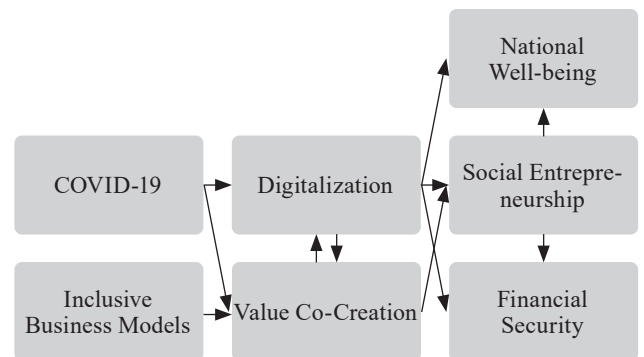 National
Well-being
COVID-19
Digitalization
Social Entrepre-
neurship
Inclusive
Business Models
Value Co-Creation
Financial
Security